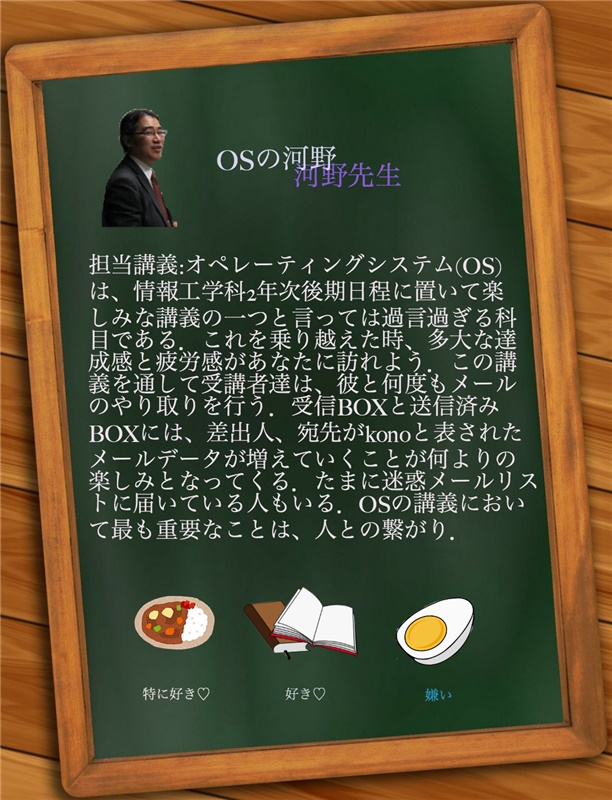 OSの河野
河野先生
担当講義:オペレーティングシステム(OS)
は、情報工学科2年次後期日程に置いて楽
しみな講義の一つと言っては過言過ぎる科
目である．これを乗り越えた時、多大な達
成感と疲労感があなたに訪れよう．この講
義を通して受講者達は、彼と何度もメール
のやり取りを行う．受信BOXと送信済み
BOXには、差出人、宛先がkonoと表された
メールデータが増えていくことが何よりの
楽しみとなってくる．たまに迷惑メールリス
トに届いている人もいる．OSの講義におい
て最も重要なことは、人との繋がり．
特に好き♡
好き♡
嫌い